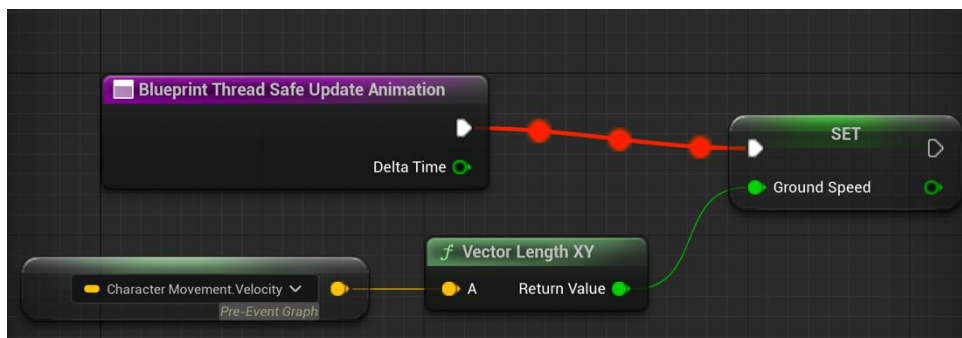 Blueprint Thread Safe Update Animation
SET
Delta Time
Ground Speed
f Vector Length XY
Character Movement.Velocity
A
Return Value
Pre-Event Graph